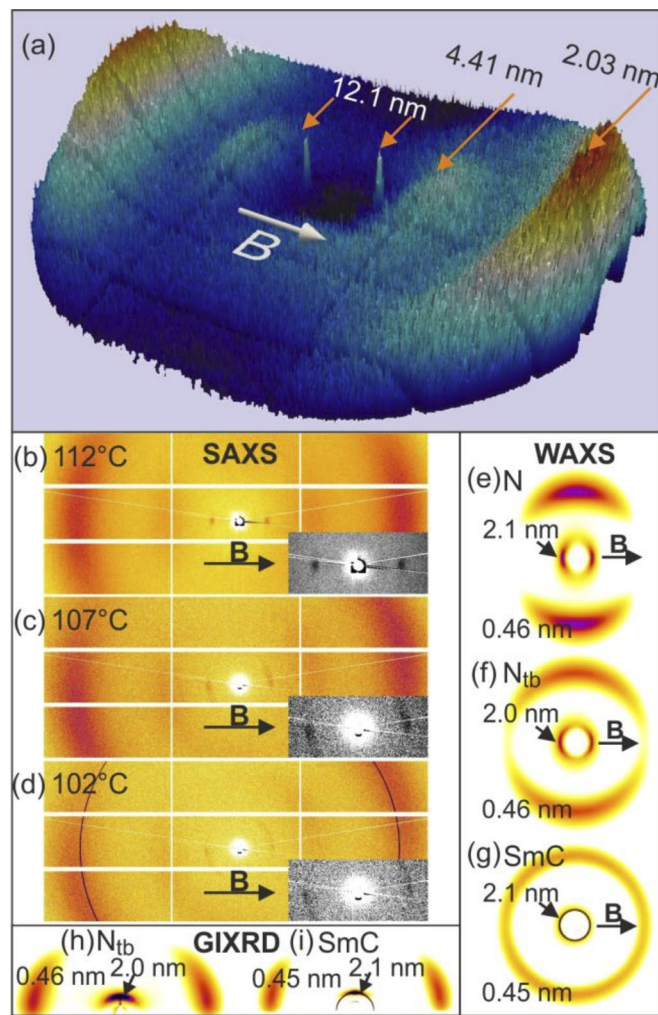 (a)
12.1 nm
4.41 nm
2.03 nm
B
(b) 112°C SAXS
B
(c) 107°C
B
(d) 102°C
B
WAXS
(e) N
2.1 nm
B
0.46 nm
(f) Ntb
2.0 nm
B
0.46 nm
(g) SmC
2.1 nm
B
0.45 nm
(h) Ntb GIXRD (i) SmC
0.46 nm 2.0 nm 0.45 nm 2.1 nm